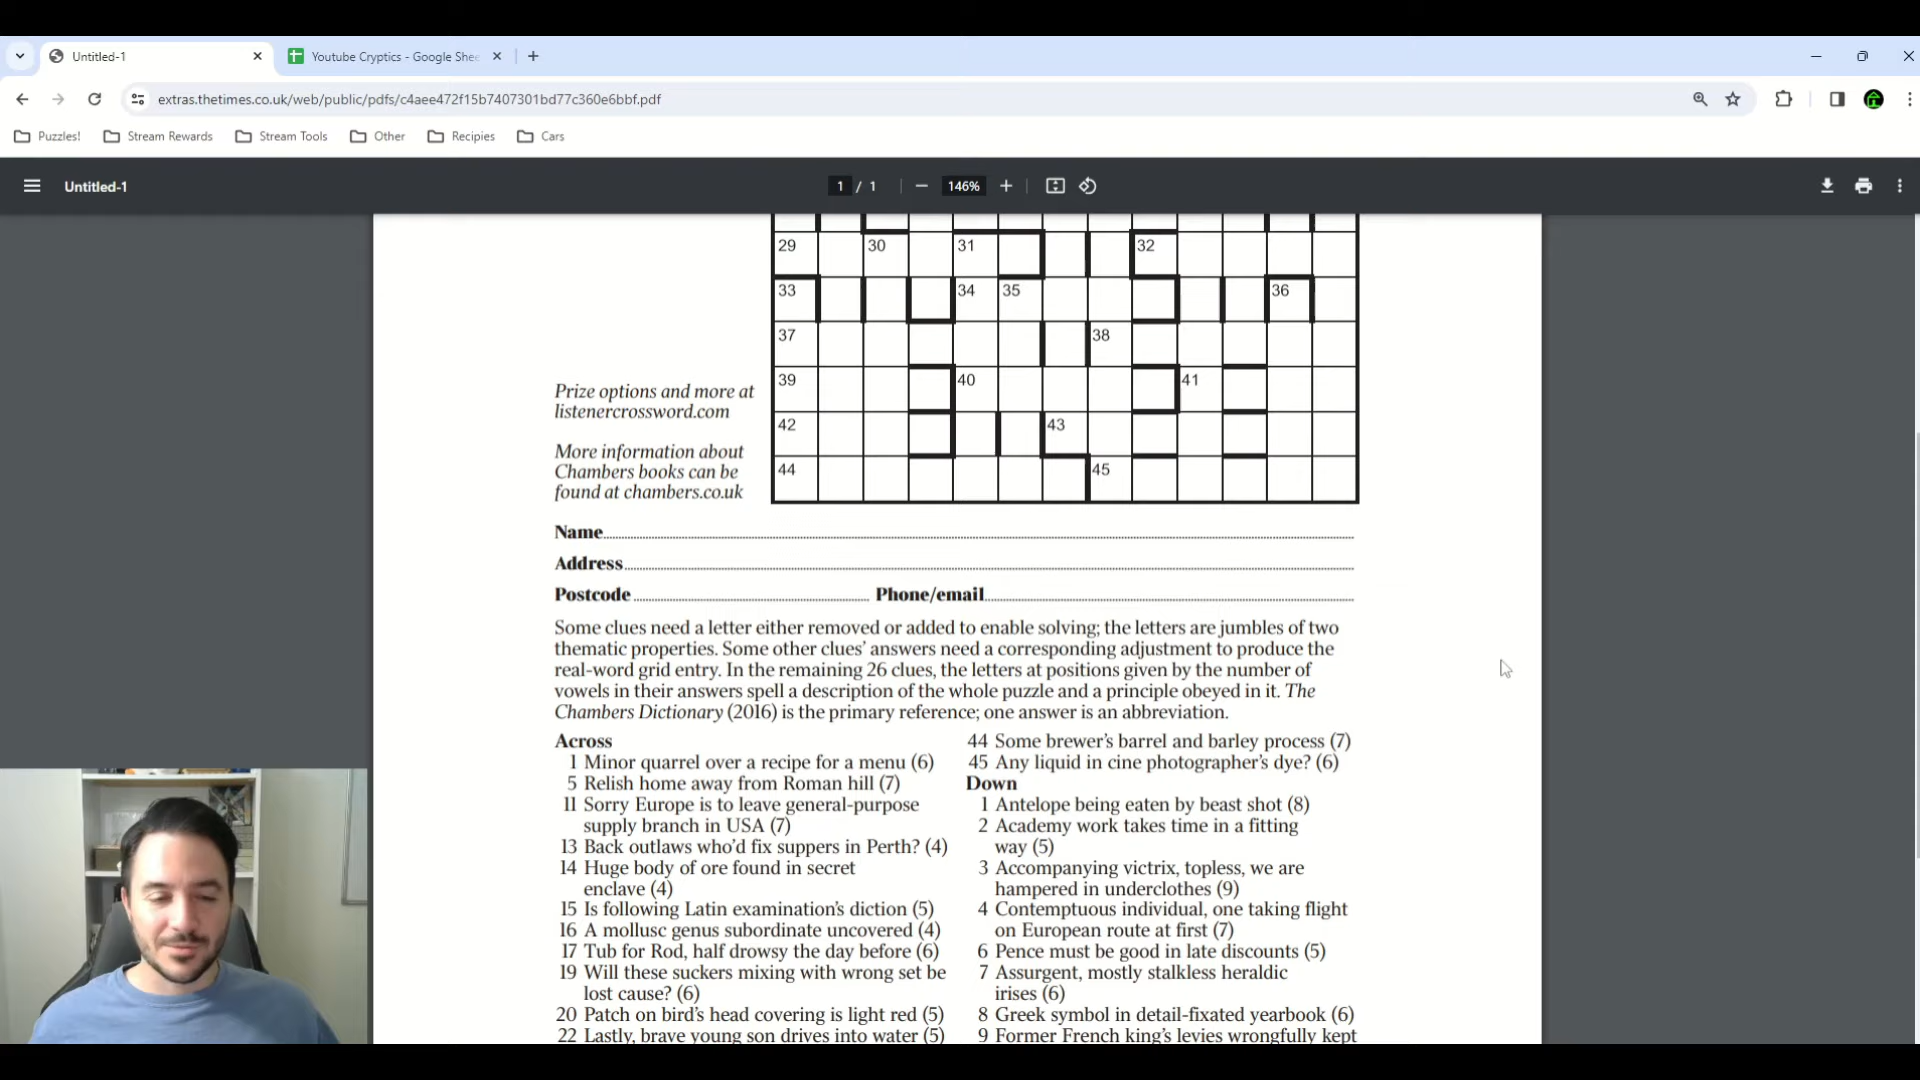 Untitled-1
Youtube Cryptics - Google Shee
extras.thetimes.co.uk/web/public/pdfs/c4aee472f15b7407301bd77c360e6bbf.pdf
Puzzles!
Stream Rewards
Stream Tools
Other
Recipies
Cars
Untitled-1
1 / 1
146%
29 30 31 32
33 34 35 36
37 38
39 40 41
42 43
44 45
Prize options and more at
listenercrossword.com
More information about
Chambers books can be
found at chambers.co.uk
Name
Address
Postcode Phone/email
Some clues need a letter either removed or added to enable solving; the letters are jumbles of two
thematic properties. Some other clues' answers need a corresponding adjustment to produce the
real-word grid entry. In the remaining 26 clues, the letters at positions given by the number of
vowels in their answers spell a description of the whole puzzle and a principle obeyed in it. The
Chambers Dictionary (2016) is the primary reference; one answer is an abbreviation.
Across
1 Minor quarrel over a recipe for a menu (6)
5 Relish home away from Roman hill (7)
11 Sorry Europe is to leave general-purpose
supply branch in USA (7)
13 Back outlaws who'd fix suppers in Perth? (4)
14 Huge body of ore found in secret
enclave (4)
15 Is following Latin examination's diction (5)
16 A mollusc genus subordinate uncovered (4)
17 Tub for Rod, half drowsy the day before (6)
19 Will these suckers mixing with wrong set be
lost cause? (6)
20 Patch on bird's head covering is light red (5)
22 Lastly, brave young son drives into water (5)
44 Some brewer's barrel and barley process (7)
45 Any liquid in cine photographer's dye? (6)
Down
1 Antelope being eaten by beast shot (8)
2 Academy work takes time in a fitting
way (5)
3 Accompanying victrix, topless, we are
hampered in underclothes (9)
4 Contemptuous individual, one taking flight
on European route at first (7)
6 Pence must be good in late discounts (5)
7 Assurgent, mostly stalkless heraldic
irises (6)
8 Greek symbol in detail-fixated yearbook (6)
9 Former French king's levies wrongfully kept